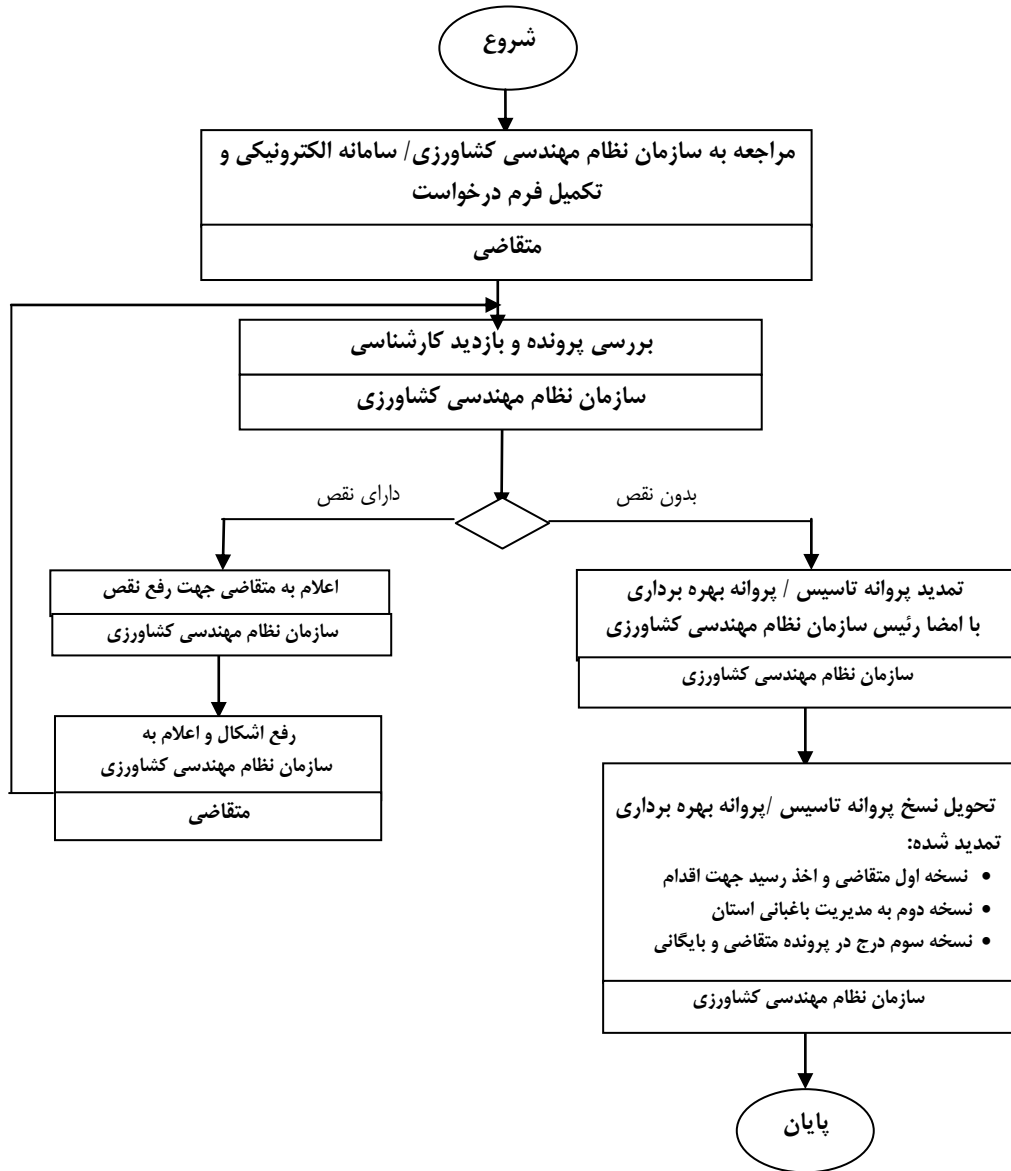 شروع
مراجعه به سازمان نظام مهندسی کشاورزی/ سامانه الکترونیکی و
تکمیل فرم درخواست
متقاضی
بررسی پرونده و بازدید کارشناسی
سازمان نظام مهندسی کشاورزی
بدون نقص
دارای نقص
تمدید پروانه تاسیس / پروانه بهره برداری
با امضا رئیس سازمان نظام مهندسی کشاورزی
سازمان نظام مهندسی کشاورزی
اعلام به متقاضی جهت رفع نقص
سازمان نظام مهندسی کشاورزی
رفع اشکال و اعلام به
سازمان نظام مهندسی کشاورزی
متقاضی
تحویل نسخ پروانه تاسیس /پروانه بهره برداری
تمدید شده:
• نسخه اول متقاضی و اخذ رسید جهت اقدام
• نسخه دوم به مدیریت باغبانی استان
• نسخه سوم درج در پرونده متقاضی و بایگانی
سازمان نظام مهندسی کشاورزی
پایان